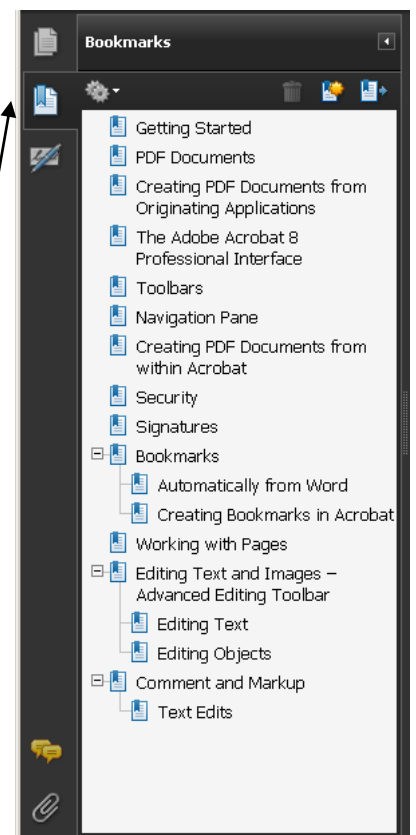 Bookmarks
Getting Started
PDF Documents
Creating PDF Documents from
Originating Applications
The Adobe Acrobat 8
Professional Interface
Toolbars
Navigation Pane
Creating PDF Documents from
within Acrobat
Security
Signatures
Bookmarks
Automatically from Word
Creating Bookmarks in Acrobat
Working with Pages
Editing Text and Images –
Advanced Editing Toolbar
Editing Text
Editing Objects
Comment and Markup
Text Edits